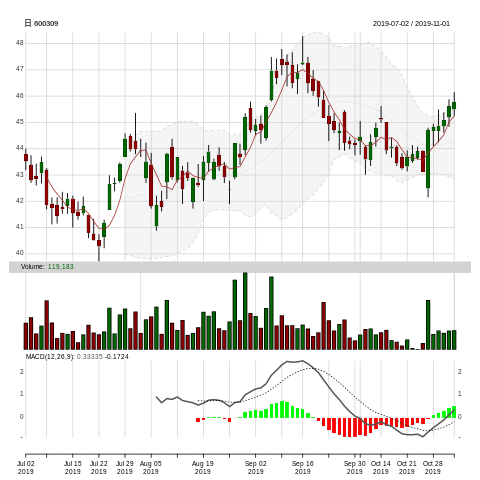 日 600309
2019-07-02 / 2019-11-01
48
47
46
45
44
43
42
41
40
Volume: 119,183
MACD(12,26,9): 0.33335 -0.1724
2 2
1 1
0 0
- -
Jul 02 Jul 15 Jul 22 Jul 29 Aug 05 Aug 19 Sep 02 Sep 16 Sep 30 Oct 14 Oct 21 Oct 28
2019 2019 2019 2019 2019 2019 2019 2019 2019 2019 2019 2019